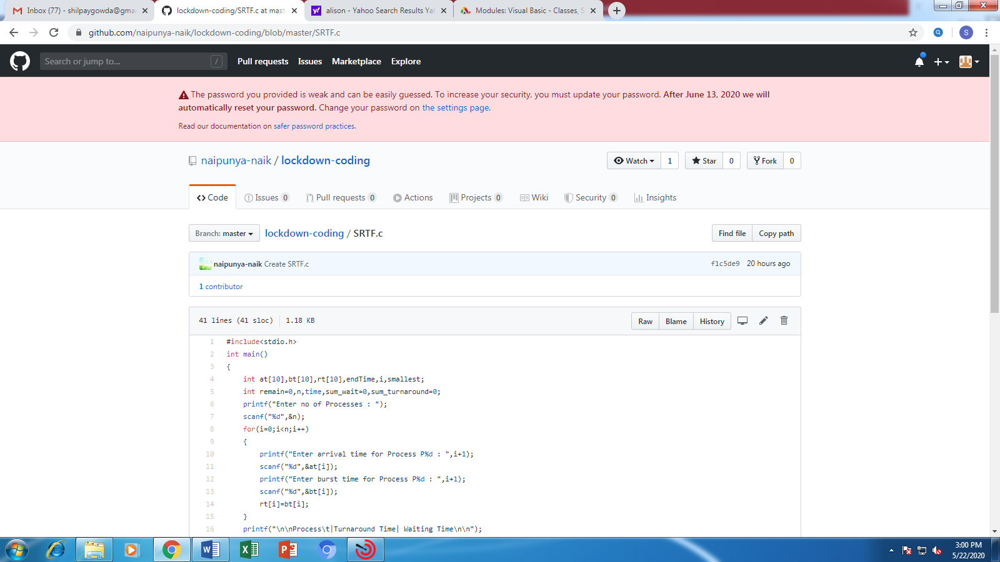 Inbox (77) - shilpaygowda@gma
lockdown-coding/SRTF.c at mast
alison - Yahoo Search Results Ya
Modules: Visual Basic - Classes, S
github.com/naipunya-naik/lockdown-coding/blob/master/SRTF.c
S
Search or jump to...
/
Pull requests
Issues
Marketplace
Explore
The password you provided is weak and can be easily guessed. To increase your security, you must update your password. After June 13, 2020 we will
automatically reset your password. Change your password on the settings page.
Read our documentation on safer password practices.
naipunya-naik / lockdown-coding
Watch 1
Star 0
Fork 0
Code
Issues 0
Pull requests 0
Actions
Projects 0
Wiki
Security 0
Insights
Branch: master
lockdown-coding / SRTF.c
Find file
Copy path
naipunya-naik Create SRTF.c
f1c5de9 20 hours ago
1 contributor
41 lines (41 sloc) 1.18 KB
Raw
Blame
History
1 #include<stdio.h>
2 int main()
3 {
4 int at[10],bt[10],rt[10],endTime,i,smallest;
5 int remain=0,n,time,sum_wait=0,sum_turnaround=0;
6 printf("Enter no of Processes : ");
7 scanf("%d",&n);
8 for(i=0;i<n;i++)
9 {
10 printf("Enter arrival time for Process P%d : ",i+1);
11 scanf("%d",&at[i]);
12 printf("Enter burst time for Process P%d : ",i+1);
13 scanf("%d",&bt[i]);
14 rt[i]=bt[i];
15 }
16 printf("\n\nProcess\t|Turnaround Time| Waiting Time\n\n");
3:00 PM
5/22/2020